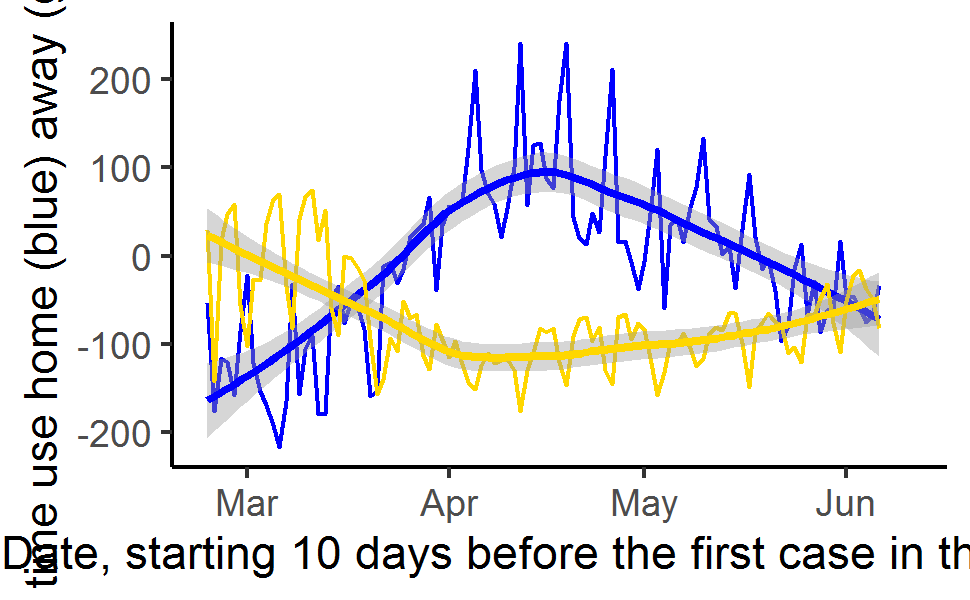 time use home (blue) away (
200
100
0
-100
-200
Mar Apr May Jun
Date, starting 10 days before the first case in th